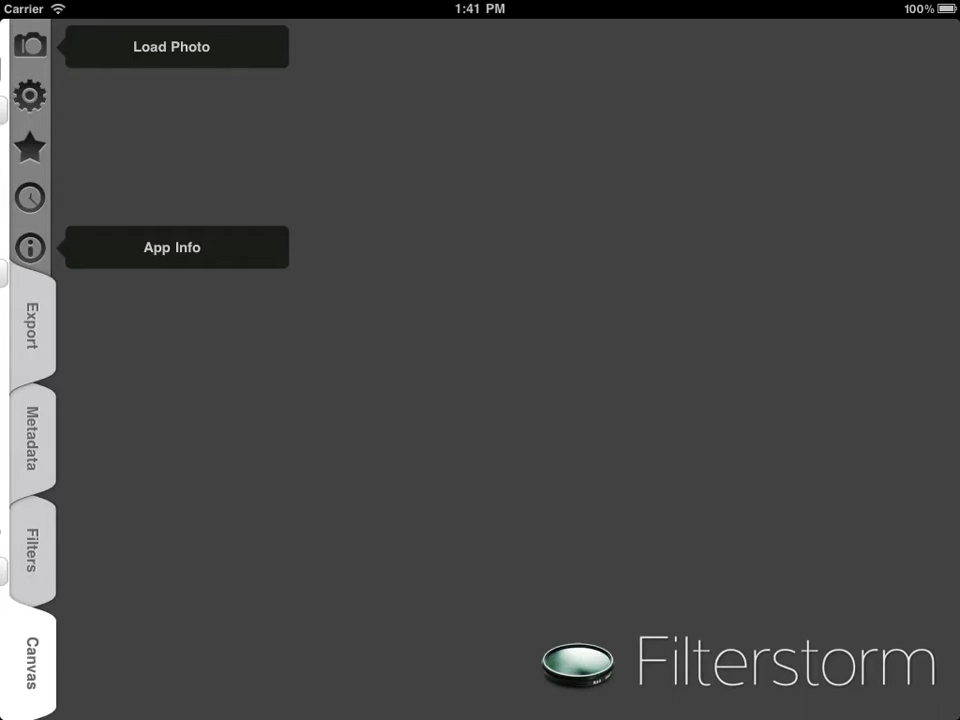 Carrier
1:41 PM
100%
Load Photo
App Info
Export
Metadata
Filters
Canvas
Filterstorm